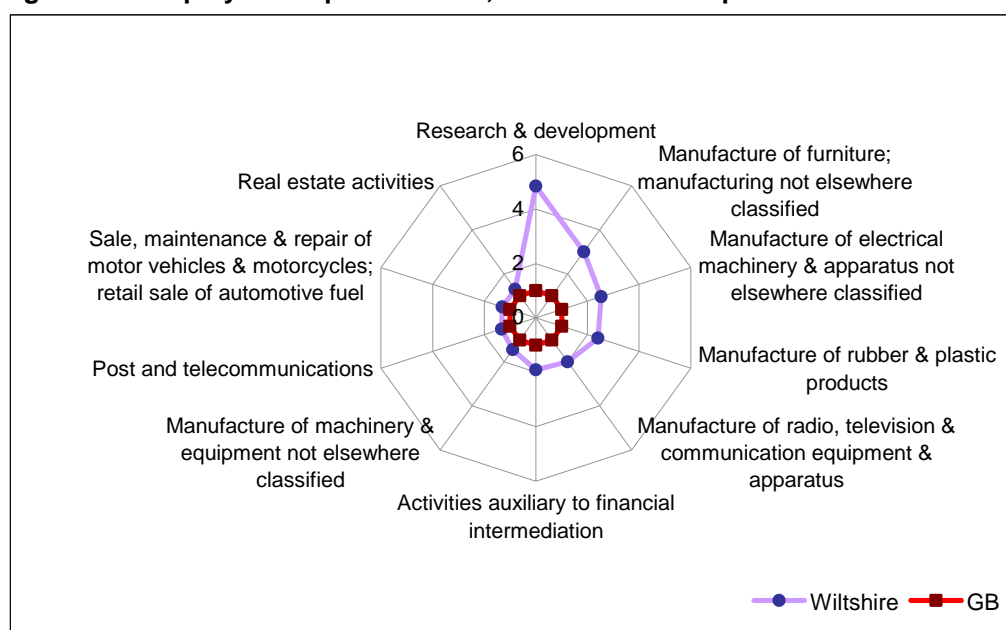 Research & development
6
4
2
0
Manufacture of furniture;
manufacturing not elsewhere
classified
Manufacture of electrical
machinery & apparatus not
elsewhere classified
Manufacture of rubber & plastic
products
Manufacture of radio, television &
communication equipment &
apparatus
Activities auxiliary to financial
intermediation
Manufacture of machinery &
equipment not elsewhere
classified
Post and telecommunications
Sale, maintenance & repair of
motor vehicles & motorcycles;
retail sale of automotive fuel
Real estate activities
Wiltshire GB